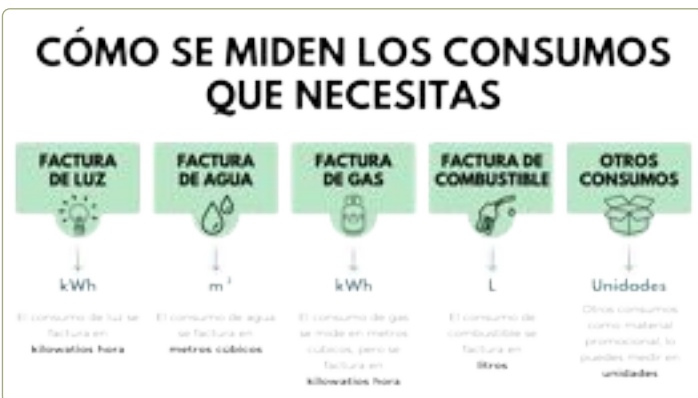 CÓMO SE MIDEN LOS CONSUMOS
QUE NECESITAS
FACTURA
DE LUZ
kWh
El consumo de luz se
factura en
kilowatios hora
FACTURA
DE AGUA
m³
El consumo de agua
se factura en
metros cúbicos
FACTURA
DE GAS
kWh
El consumo de gas
se mide en metros
cúbicos, pero se
factura en
kilowatios hora
FACTURA DE
COMBUSTIBLE
L
El consumo de
combustible se
factura en
litros
OTROS
CONSUMOS
Unidades
Otros consumos
como material
promocional, lo
puedes medir en
unidades